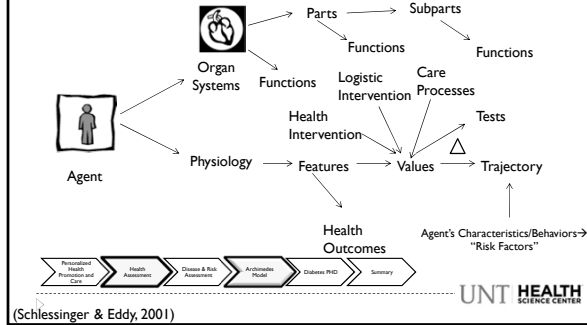 Parts
Subparts
Functions
Functions
Organ
Systems
Functions
Logistic
Intervention
Care
Processes
Health
Intervention
Tests
Agent
Physiology
Features
Values
△
Trajectory
Health
Outcomes
Agent's Characteristics/Behaviors→
"Risk Factors"
Personalized
Health
Promotion and
Care
Health
Assessment
Disease & Risk
Assessment
Archimedes
Model
Diabetes PHD
Summary
UNT HEALTH
SCIENCE CENTER
(Schlessinger & Eddy, 2001)